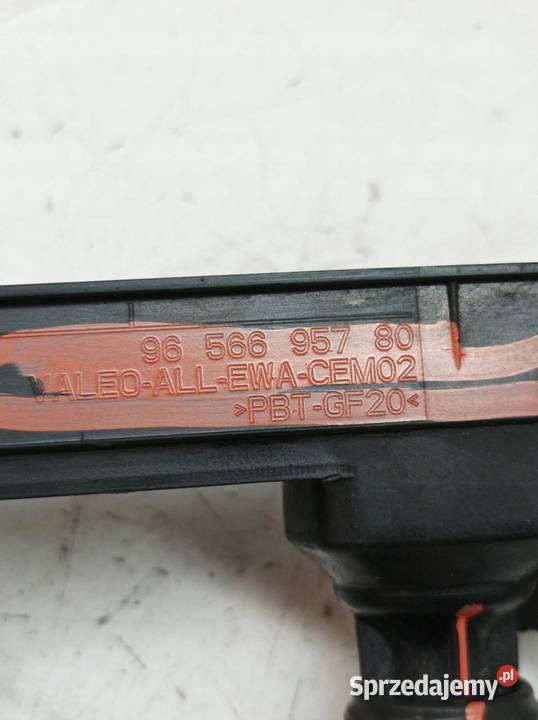 96 566 957 80
VALEO-ALL-EWA-CEM02
>PBT-GF20<
Sprzedajemy.pl